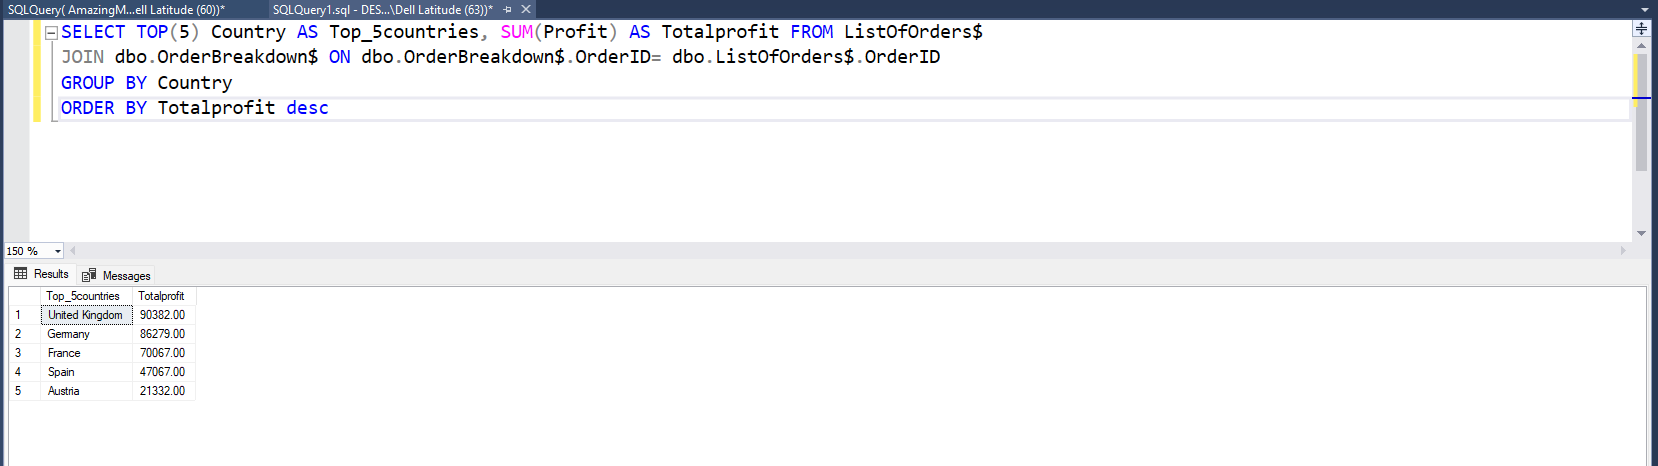 SQLQuery( AmazingM...ell Latitude (60))* SQLQuery1.sql - DES...\Dell Latitude (63))*
SELECT TOP(5) Country AS Top_5countries, SUM(Profit) AS Totalprofit FROM ListOfOrders$
JOIN dbo.OrderBreakdown$ ON dbo.OrderBreakdown$.OrderID= dbo.ListOfOrders$.OrderID
GROUP BY Country
ORDER BY Totalprofit desc
150 %
Results Messages
Top_5countries Totalprofit
1 United Kingdom 90382.00
2 Germany 86279.00
3 France 70067.00
4 Spain 47067.00
5 Austria 21332.00